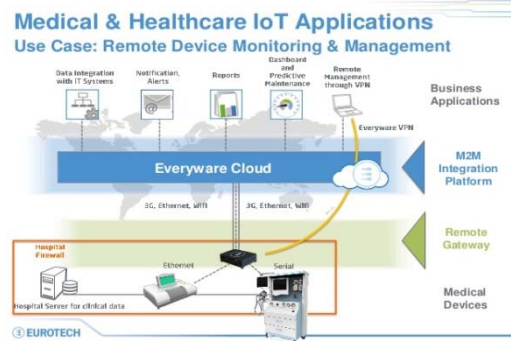 Medical & Healthcare IoT Applications
Use Case: Remote Device Monitoring & Management
Data Integration
with IT Systems
Notification,
Alerts
Reports
Dashboard
and
Predictive
Maintenance
Remote
Management
through VPN
Business
Applications
Everyware VPN
Everyware Cloud
M2M
Integration
Platform
3G, Ethernet, Wifi
3G, Ethernet, Wifi
Remote
Gateway
Hospital
Firewall
Ethernet
Serial
Hospital Server for clinical data
Medical
Devices
EUROTECH